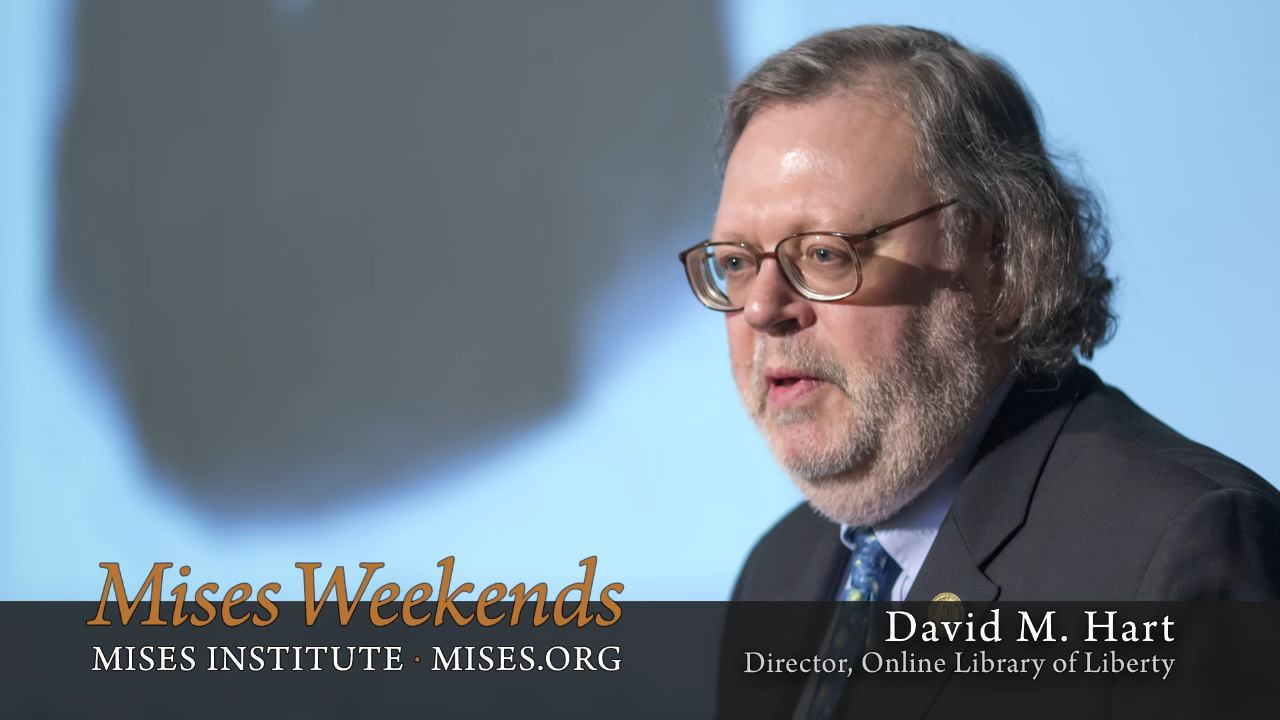 Mises Weekends
MISES INSTITUTE · MISES.ORG
David M. Hart
Director, Online Library of Liberty